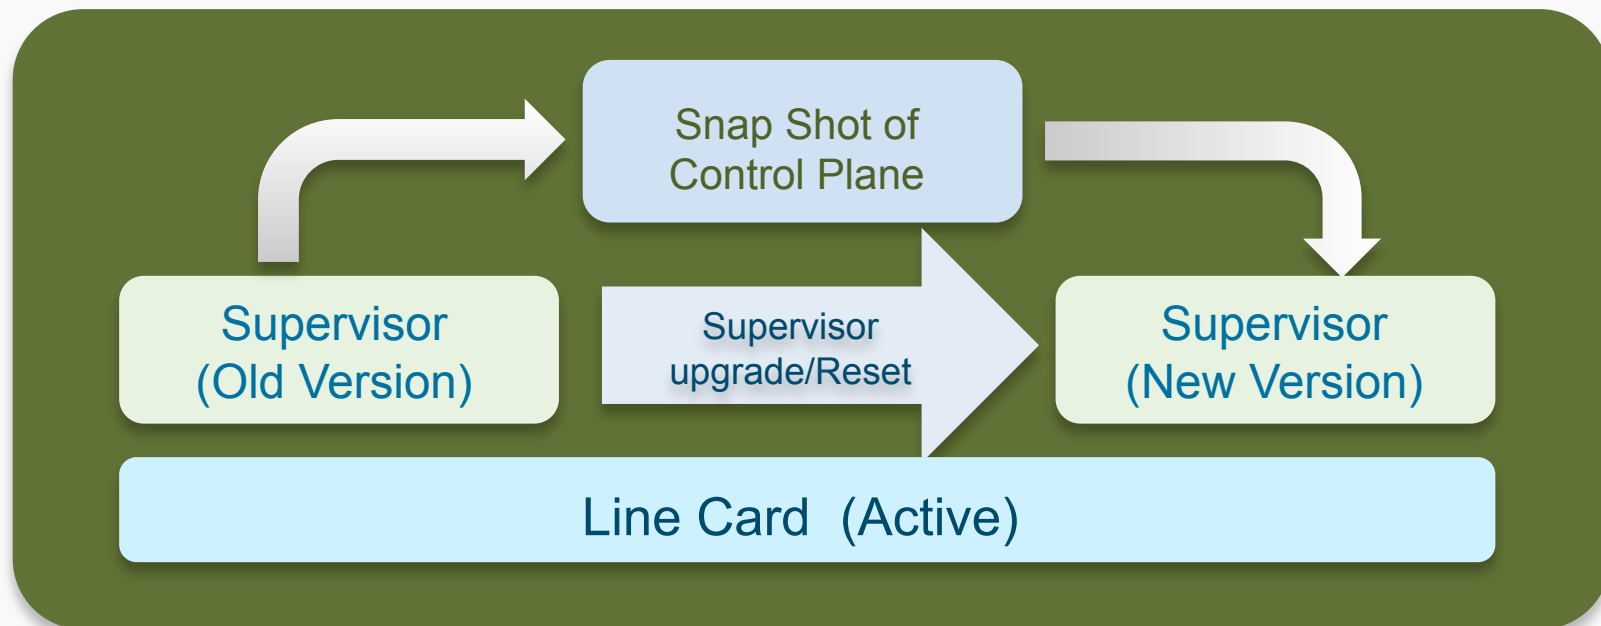 Snap Shot of
Control Plane
Supervisor
(Old Version)
Supervisor
upgrade/Reset
Supervisor
(New Version)
Line Card (Active)